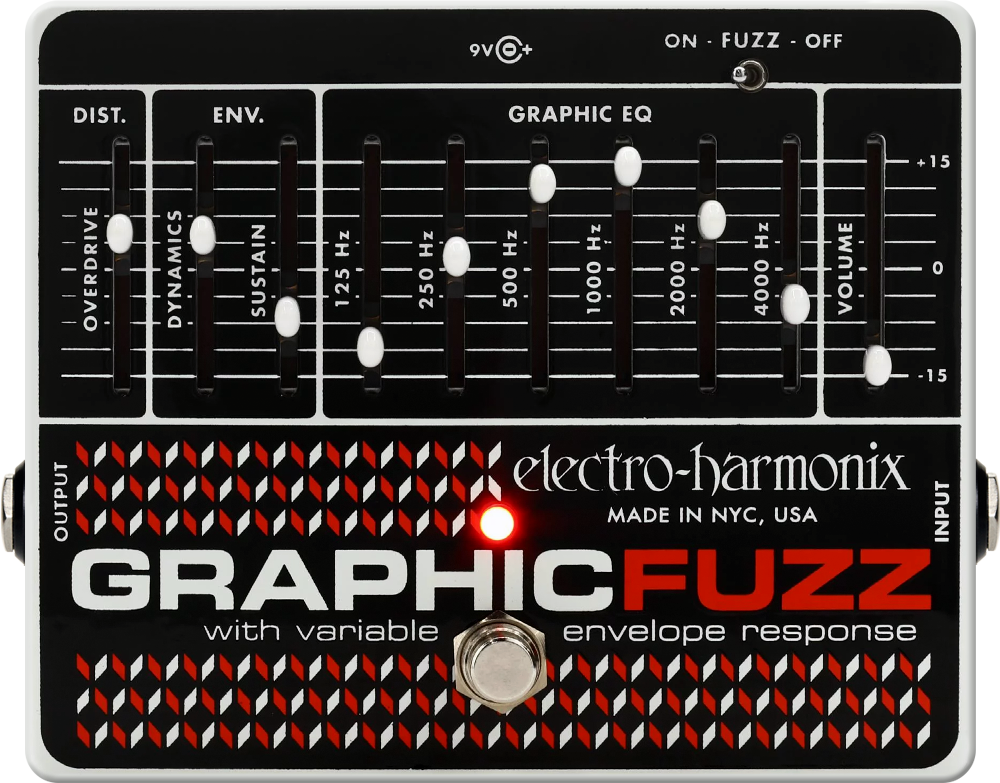 9V +
ON - FUZZ - OFF
DIST.
ENV.
GRAPHIC EQ
+15
0
-15
OVERDRIVE
DYNAMICS
SUSTAIN
125 Hz
250 Hz
500 Hz
1000 Hz
2000 Hz
4000 Hz
VOLUME
OUTPUT
electro-harmonix
MADE IN NYC, USA
INPUT
GRAPHICFUZZ
with variable envelope response